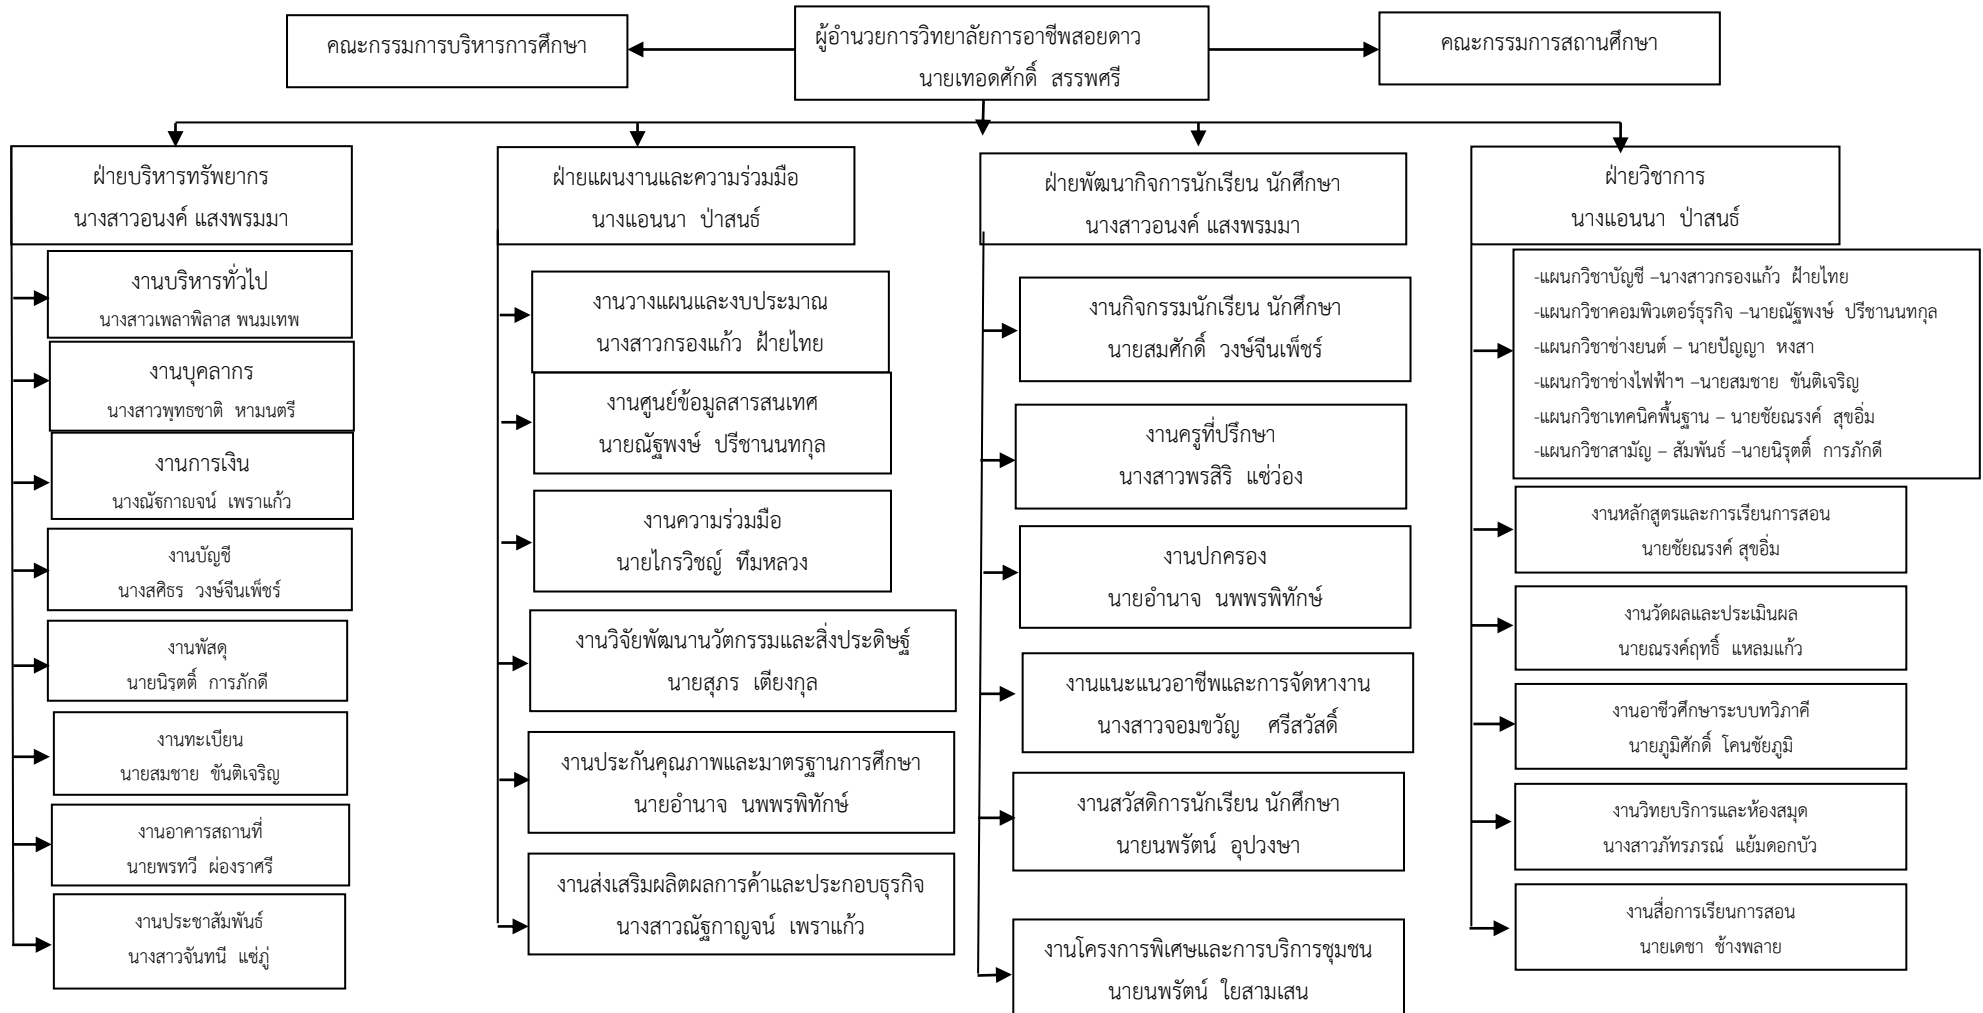 คณะกรรมการบริหารการศึกษา
ผู้อำนวยการวิทยาลัยการอาชีพสอยดาว
นายเทอดศักดิ์ สรรพศรี
คณะกรรมการสถานศึกษา
ฝ่ายบริหารทรัพยากร
นางสาวอนงค์ แสงพรมมา
งานบริหารทั่วไป
นางสาวเพลาพิลาส พนมเทพ
งานบุคลากร
นางสาวพุทธชาติ หามนตรี
งานการเงิน
นางณัฐกาญจน์ เพราแก้ว
งานบัญชี
นางสศิธร วงษ์จีนเพ็ชร์
งานพัสดุ
นายนิรุตติ์ การภักดี
งานทะเบียน
นายสมชาย ขันติเจริญ
งานอาคารสถานที่
นายพรทวี ผ่องราศรี
งานประชาสัมพันธ์
นางสาวจันทนี แซ่ภู่
ฝ่ายแผนงานและความร่วมมือ
นางแอนนา ป่าสนธ์
งานวางแผนและงบประมาณ
นางสาวกรองแก้ว ฝ้ายไทย
งานศูนย์ข้อมูลสารสนเทศ
นายณัฐพงษ์ ปรีชานนทกุล
งานความร่วมมือ
นายไกรวิชญ์ ทึมหลวง
งานวิจัยพัฒนานวัตกรรมและสิ่งประดิษฐ์
นายสุภร เตียงกุล
งานประกันคุณภาพและมาตรฐานการศึกษา
นายอำนาจ นพพรพิทักษ์
งานส่งเสริมผลิตผลการค้าและประกอบธุรกิจ
นางสาวณัฐกาญจน์ เพราแก้ว
ฝ่ายพัฒนากิจการนักเรียน นักศึกษา
นางสาวอนงค์ แสงพรมมา
งานกิจกรรมนักเรียน นักศึกษา
นายสมศักดิ์ วงษ์จีนเพ็ชร์
งานครูที่ปรึกษา
นางสาวพรสิริ แซ่ว่อง
งานปกครอง
นายอำนาจ นพพรพิทักษ์
งานแนะแนวอาชีพและการจัดหางาน
นางสาวจอมขวัญ ศรีสวัสดิ์
งานสวัสดิการนักเรียน นักศึกษา
นายนพรัตน์ อุปวงษา
งานโครงการพิเศษและการบริการชุมชน
นายนพรัตน์ ใยสามเสน
ฝ่ายวิชาการ
นางแอนนา ป่าสนธ์
-แผนกวิชาบัญชี –นางสาวกรองแก้ว ฝ้ายไทย
-แผนกวิชาคอมพิวเตอร์ธุรกิจ –นายณัฐพงษ์ ปรีชานนทกุล
-แผนกวิชาช่างยนต์ – นายปัญญา หงสา
-แผนกวิชาช่างไฟฟ้าฯ –นายสมชาย ขันติเจริญ
-แผนกวิชาเทคนิคพื้นฐาน – นายชัยณรงค์ สุขอิ่ม
-แผนกวิชาสามัญ – สัมพันธ์ –นายนิรุตติ์ การภักดี
งานหลักสูตรและการเรียนการสอน
นายชัยณรงค์ สุขอิ่ม
งานวัดผลและประเมินผล
นายณรงค์ฤทธิ์ แหลมแก้ว
งานอาชีวศึกษาระบบทวิภาคี
นายภูมิศักดิ์ โคนชัยภูมิ
งานวิทยบริการและห้องสมุด
นางสาวภัทรภรณ์ แย้มดอกบัว
งานสื่อการเรียนการสอน
นายเดชา ช้างพลาย